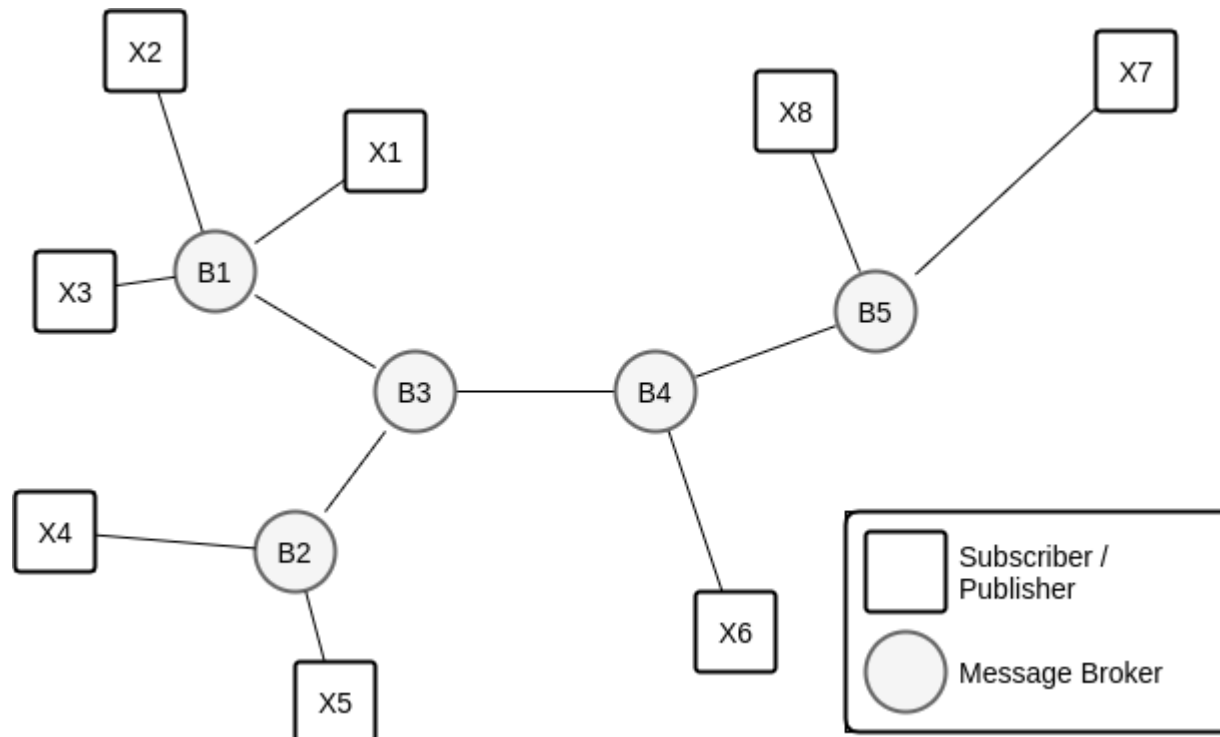 X2
X1
X3
B1
X8
X7
B5
B3
B4
X4
B2
X5
X6
Subscriber /
Publisher
Message Broker